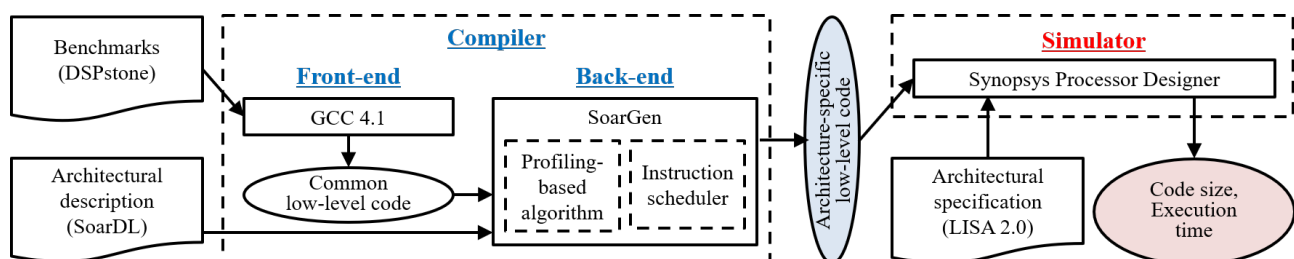 Benchmarks
(DSPstone)
Architectural
description
(SoarDL)
Compiler
Front-end
GCC 4.1
Common
low-level code
Back-end
SoarGen
Profiling-
based
algorithm
Instruction
scheduler
Architecture-specific
low-level code
Simulator
Synopsys Processor Designer
Architectural
specification
(LISA 2.0)
Code size,
Execution
time